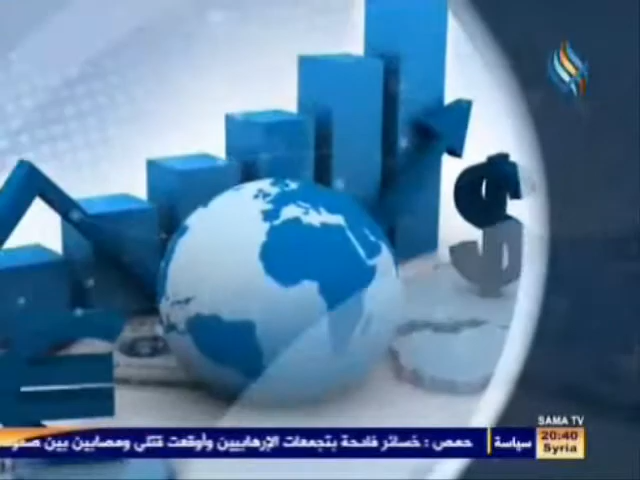 SAMA TV
20:40
Syria
سياسة
حمص : خسائر فادحة بتجمعات الإرهابيين وأوقعت قتلى ومصابين بين